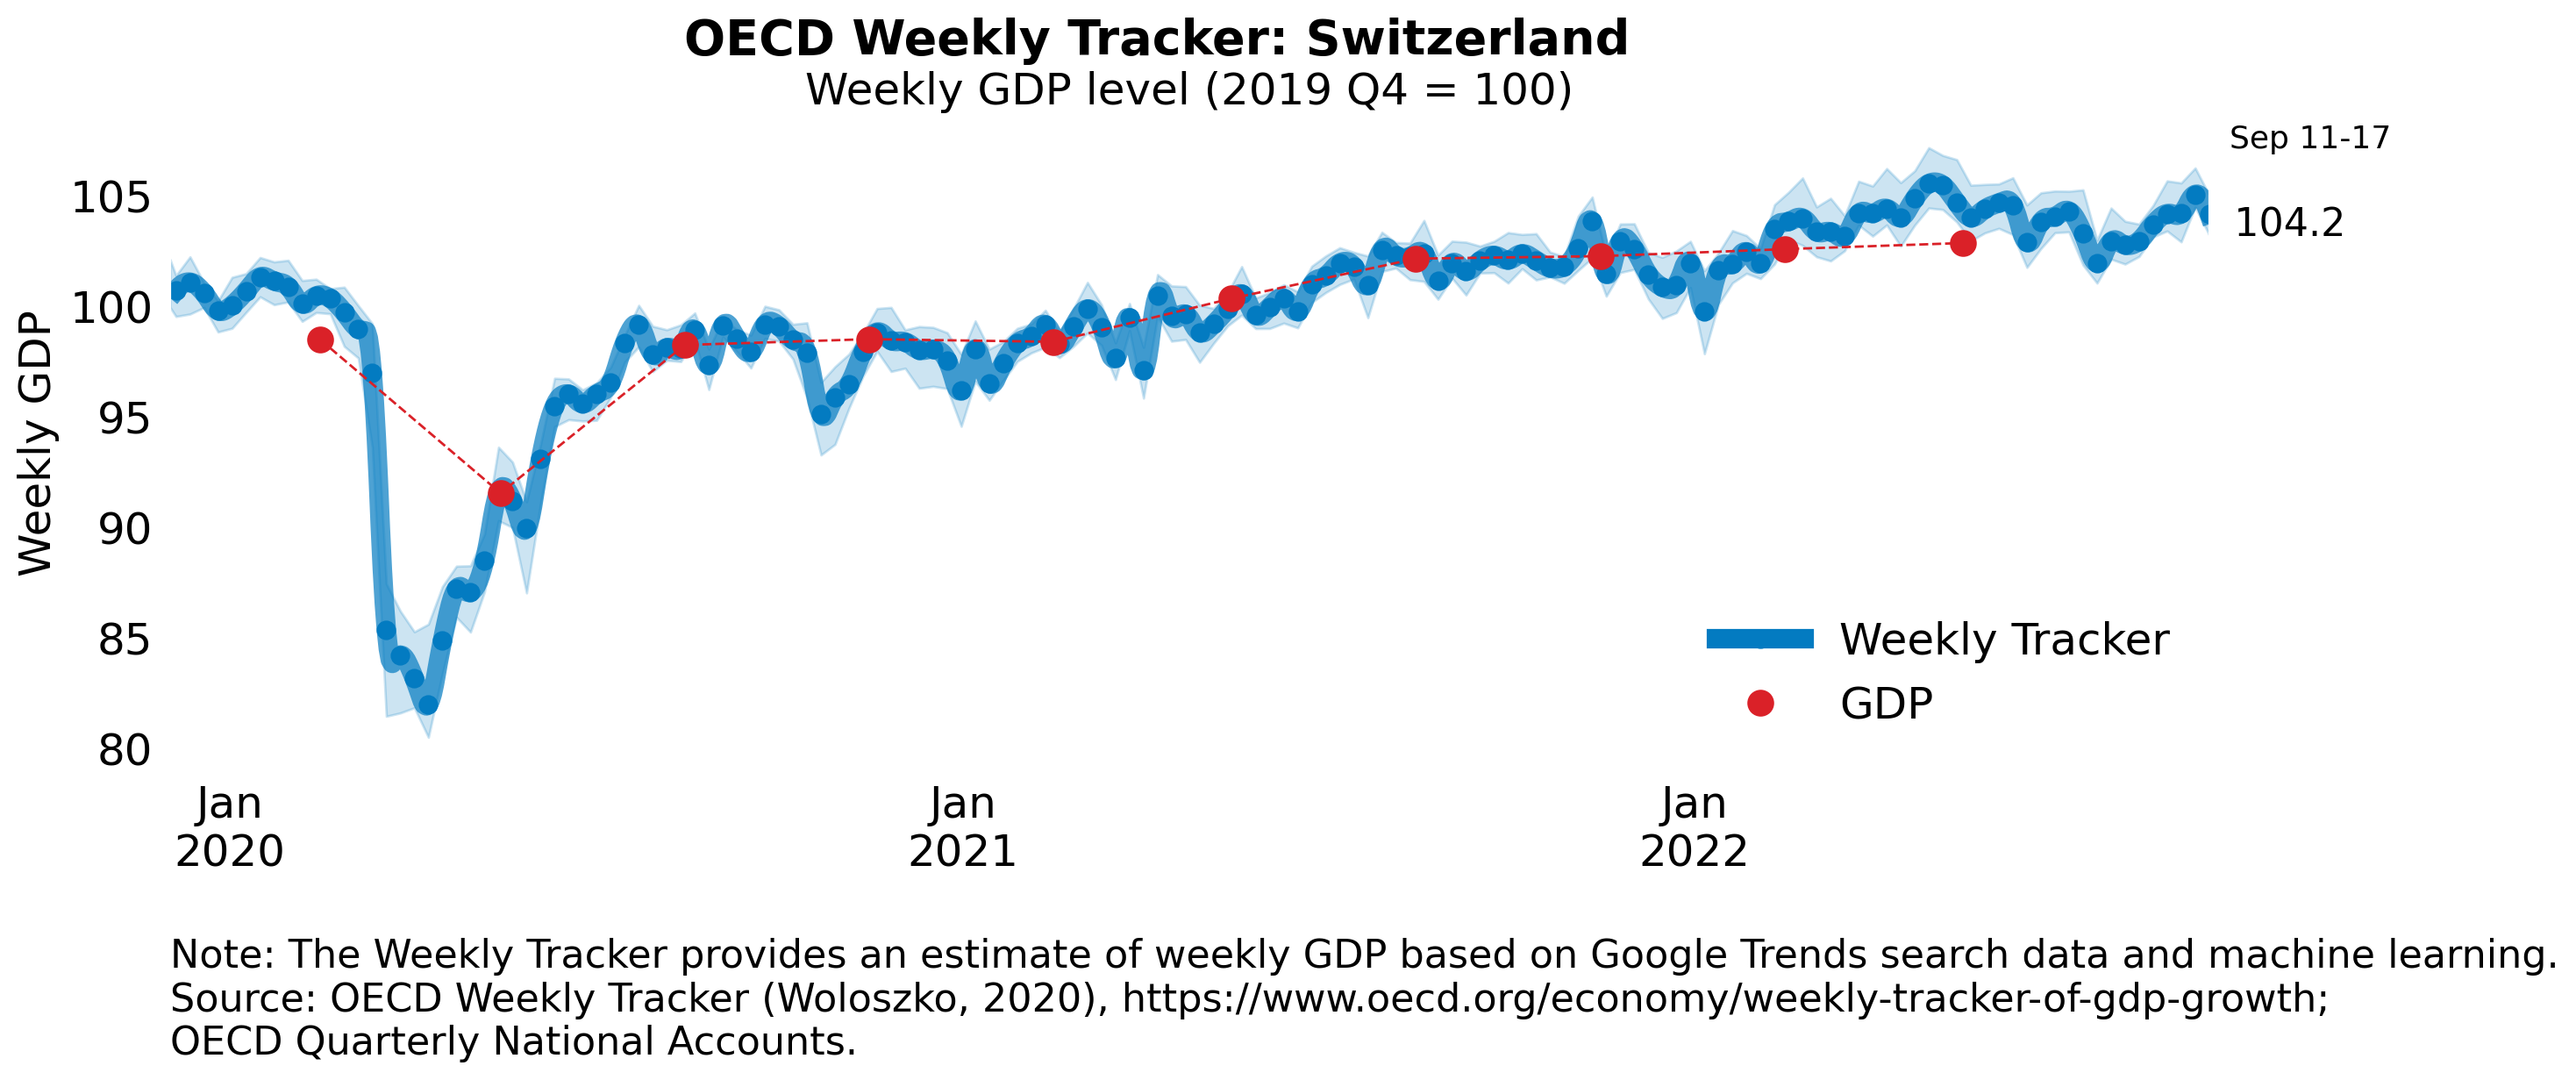 OECD Weekly Tracker: Switzerland
Weekly GDP level (2019 Q4 = 100)
Sep 11-17
104.2
Weekly GDP
105
100
95
90
85
80
Weekly Tracker
GDP
Jan
2020
Jan
2021
Jan
2022
Note: The Weekly Tracker provides an estimate of weekly GDP based on Google Trends search data and machine learning.
Source: OECD Weekly Tracker (Woloszko, 2020), https://www.oecd.org/economy/weekly-tracker-of-gdp-growth;
OECD Quarterly National Accounts.